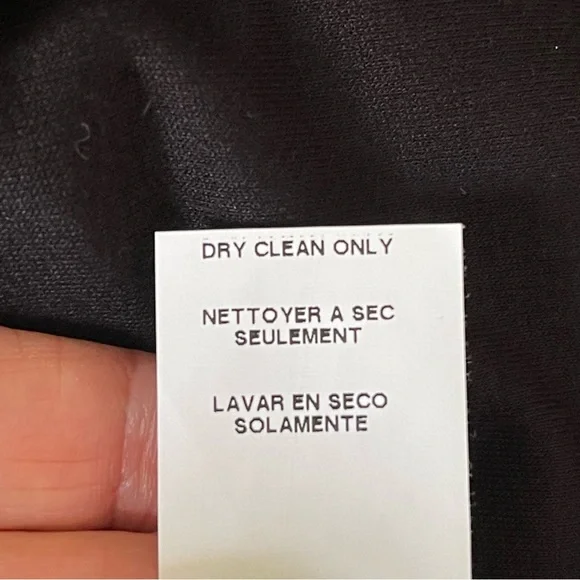 DRY CLEAN ONLY
NETTOYER A SEC
SEULEMENT
LAVAR EN SECO
SOLAMENTE